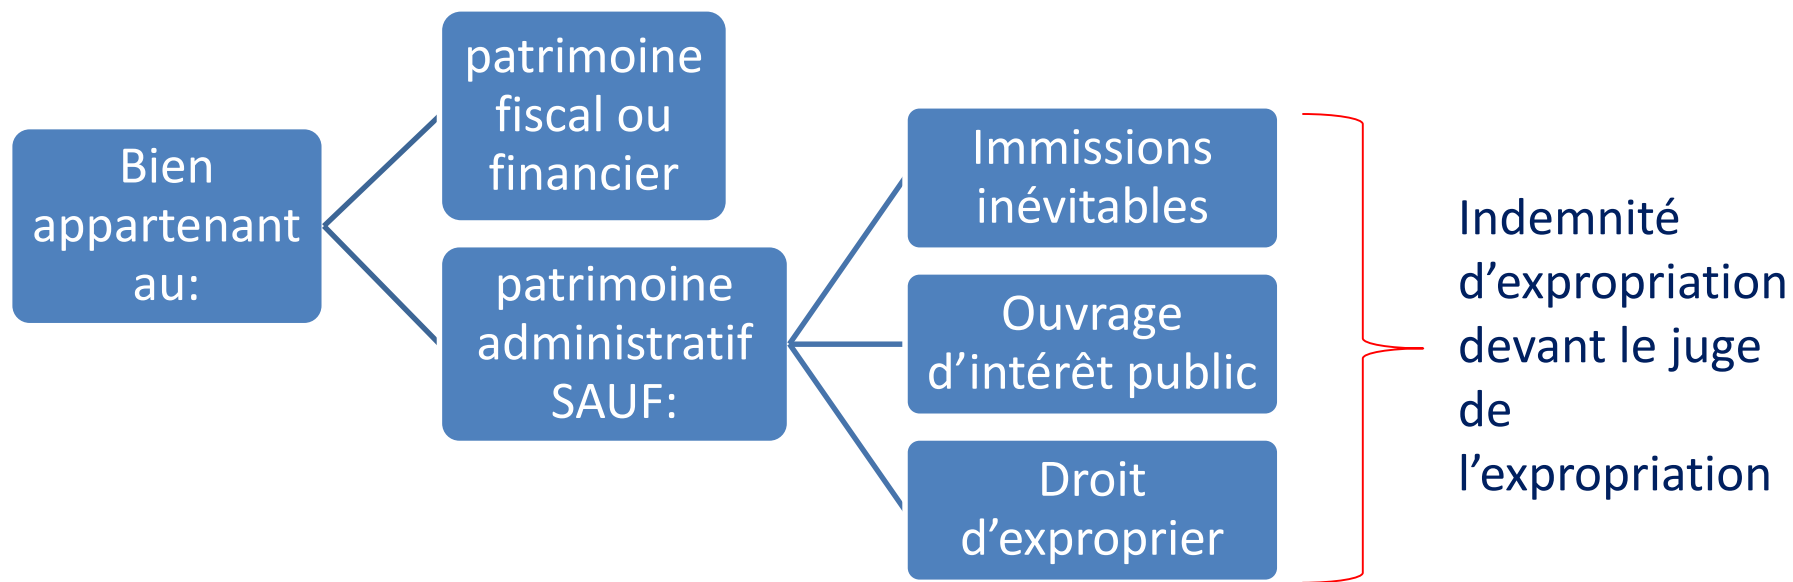 Bien
appartenant
au:
patrimoine
fiscal ou
financier
patrimoine
administratif
SAUF:
Immissions
inévitables
Ouvrage
d’intérêt public
Droit
d’exproprier
Indemnité
d’expropriation
devant le juge
de
l’expropriation